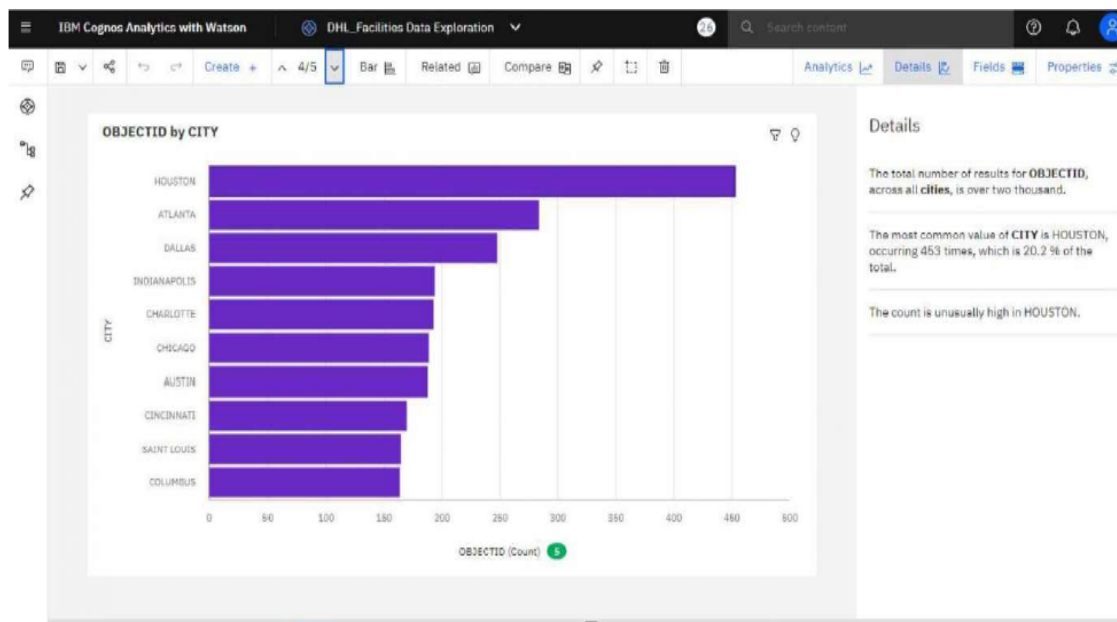 IBM Cognos Analytics with Watson
DHL_Facilities Data Exploration
26
Search content
Create +
4/5
Bar
Related
Compare
Analytics
Details
Fields
Properties
OBJECTID by CITY
HOUSTON
ATLANTA
DALLAS
INDIANAPOLIS
CHARLOTTE
CHICAGO
AUSTIN
CINCINNATI
SAINT LOUIS
COLUMBUS
CITY
0 50 100 150 200 250 300 350 400 450 500
OBJECTID (Count) 5
Details
The total number of results for OBJECTID,
across all cities, is over two thousand.
The most common value of CITY is HOUSTON,
occurring 453 times, which is 20.2 % of the
total.
The count is unusually high in HOUSTON.